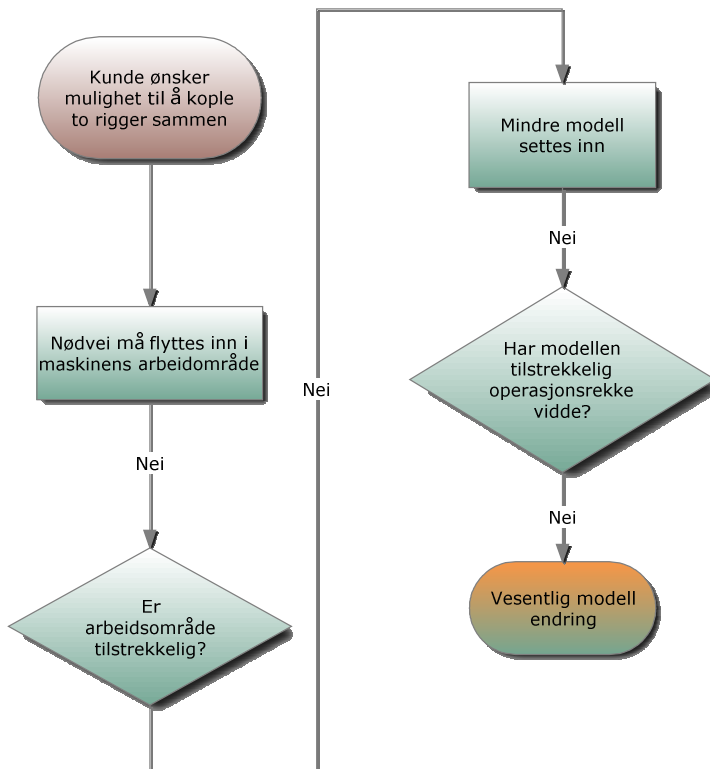 Kunde ønsker
mulighet til å kople
to rigger sammen
Nødvei må flyttes inn i
maskinens arbeidområde
Nei
Er
arbeidsområde
tilstrekkelig?
Nei
Mindre modell
settes inn
Nei
Har modellen
tilstrekkelig
operasjonsrekke
vidde?
Nei
Vesentlig modell
endring